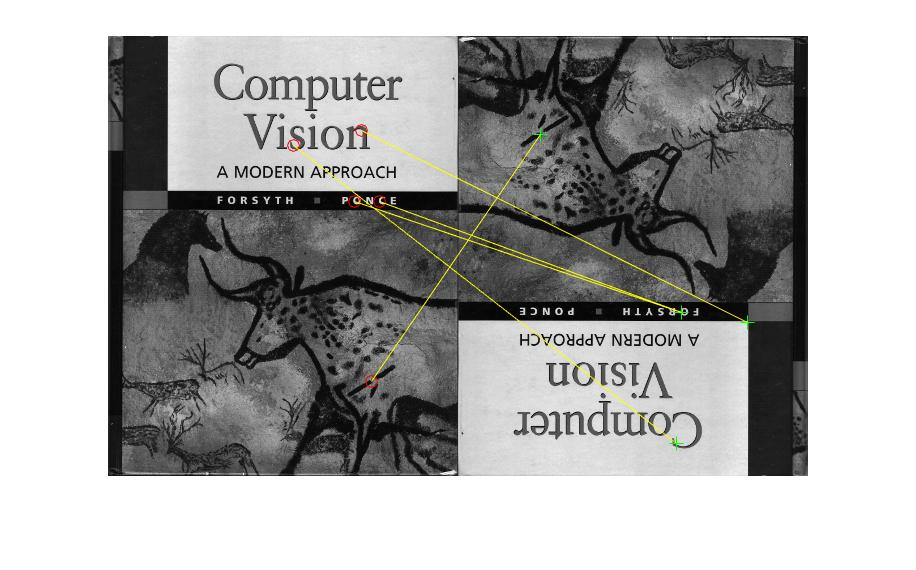 Computer
Vision
A MODERN APPROACH
FORSYTH ■ PONCE
FORSYTH ■ PONCE
A MODERN APPROACH
Vision
Computer